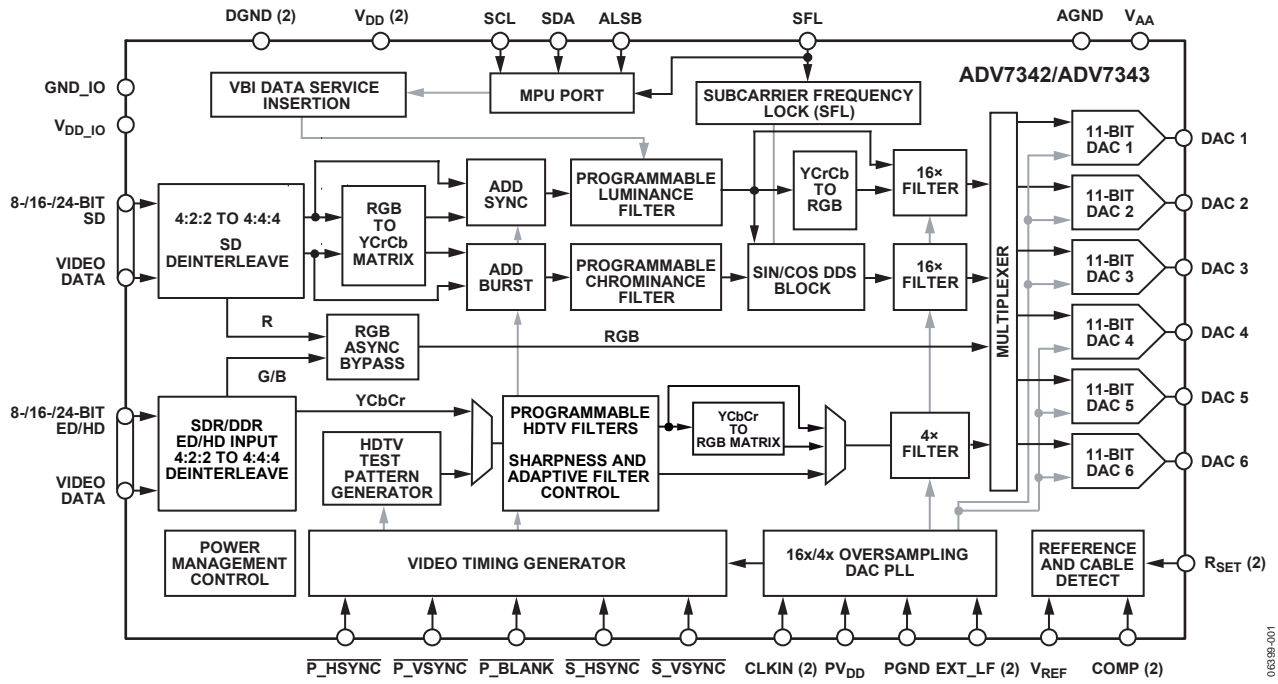 DGND (2)
VDD (2)
SCL
SDA
ALSB
SFL
AGND
VAA
GND_IO
VDD_IO
VBI DATA SERVICE
INSERTION
MPU PORT
SUBCARRIER FREQUENCY
LOCK (SFL)
ADV7342/ADV7343
8-/16-/24-BIT
SD
VIDEO
DATA
4:2:2 TO 4:4:4
SD
DEINTERLEAVE
RGB
TO
YCrCb
MATRIX
ADD
SYNC
ADD
BURST
PROGRAMMABLE
LUMINANCE
FILTER
PROGRAMMABLE
CHROMINANCE
FILTER
YCrCb
TO
RGB
SIN/COS DDS
BLOCK
16×
FILTER
16×
FILTER
MULTIPLEXER
11-BIT
DAC 1
DAC 1
11-BIT
DAC 2
DAC 2
11-BIT
DAC 3
DAC 3
11-BIT
DAC 4
DAC 4
11-BIT
DAC 5
DAC 5
11-BIT
DAC 6
DAC 6
R
G/B
RGB
ASYNC
BYPASS
RGB
8-/16-/24-BIT
ED/HD
VIDEO
DATA
SDR/DDR
ED/HD INPUT
4:2:2 TO 4:4:4
DEINTERLEAVE
YCbCr
HDTV
TEST
PATTERN
GENERATOR
PROGRAMMABLE
HDTV FILTERS
SHARPNESS AND
ADAPTIVE FILTER
CONTROL
YCbCr
TO
RGB MATRIX
4×
FILTER
POWER
MANAGEMENT
CONTROL
VIDEO TIMING GENERATOR
16x/4x OVERSAMPLING
DAC PLL
REFERENCE
AND CABLE
DETECT
RSET (2)
P_HSYNC
P_VSYNC
P_BLANK
S_HSYNC
S_VSYNC
CLKIN (2)
PVDD
PGND
EXT_LF (2)
VREF
COMP (2)
06399-001